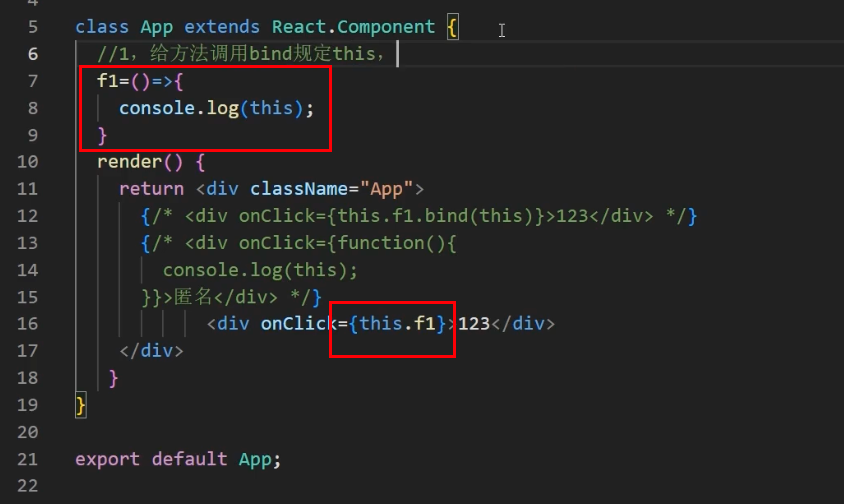 5 class App extends React.Component {
6 //1，给方法调用bind规定this，
7 f1=()=>{
8 console.log(this);
9 }
10 render() {
11 return <div className="App">
12 {/* <div onClick={this.f1.bind(this)}>123</div> */}
13 {/* <div onClick={function(){
14 console.log(this);
15 }}>匿名</div> */}
16 <div onClick={this.f1}>123</div>
17 </div>
18 }
19 }
20
21 export default App;
22